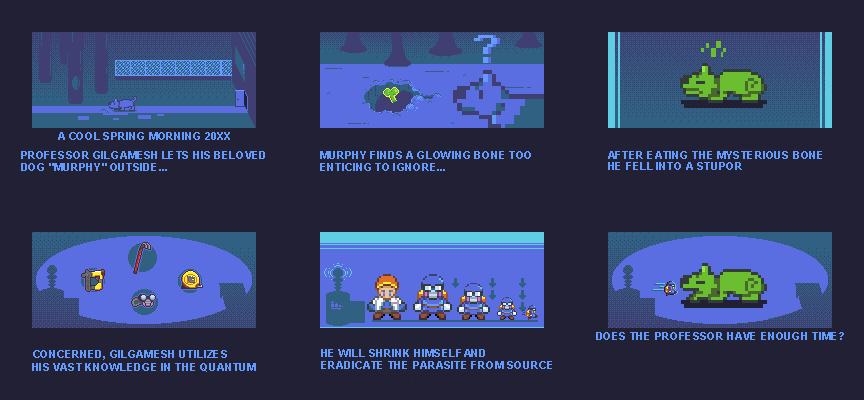 A COOL SPRING MORNING 20XX
PROFESSOR GILGAMESH LETS HIS BELOVED
DOG "MURPHY" OUTSIDE...
MURPHY FINDS A GLOWING BONE TOO
ENTICING TO IGNORE...
AFTER EATING THE MYSTERIOUS BONE
HE FELL INTO A STUPOR
CONCERNED, GILGAMESH UTILIZES
HIS VAST KNOWLEDGE IN THE QUANTUM
HE WILL SHRINK HIMSELF AND
ERADICATE THE PARASITE FROM SOURCE
DOES THE PROFESSOR HAVE ENOUGH TIME?